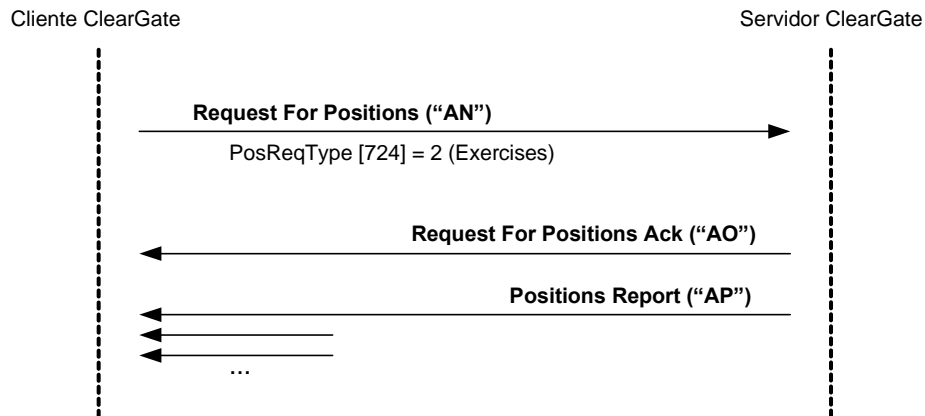 Cliente ClearGate
Servidor ClearGate
Request For Positions (“AN”)
PosReqType [724] = 2 (Exercises)
Request For Positions Ack (“AO”)
Positions Report (“AP”)
...